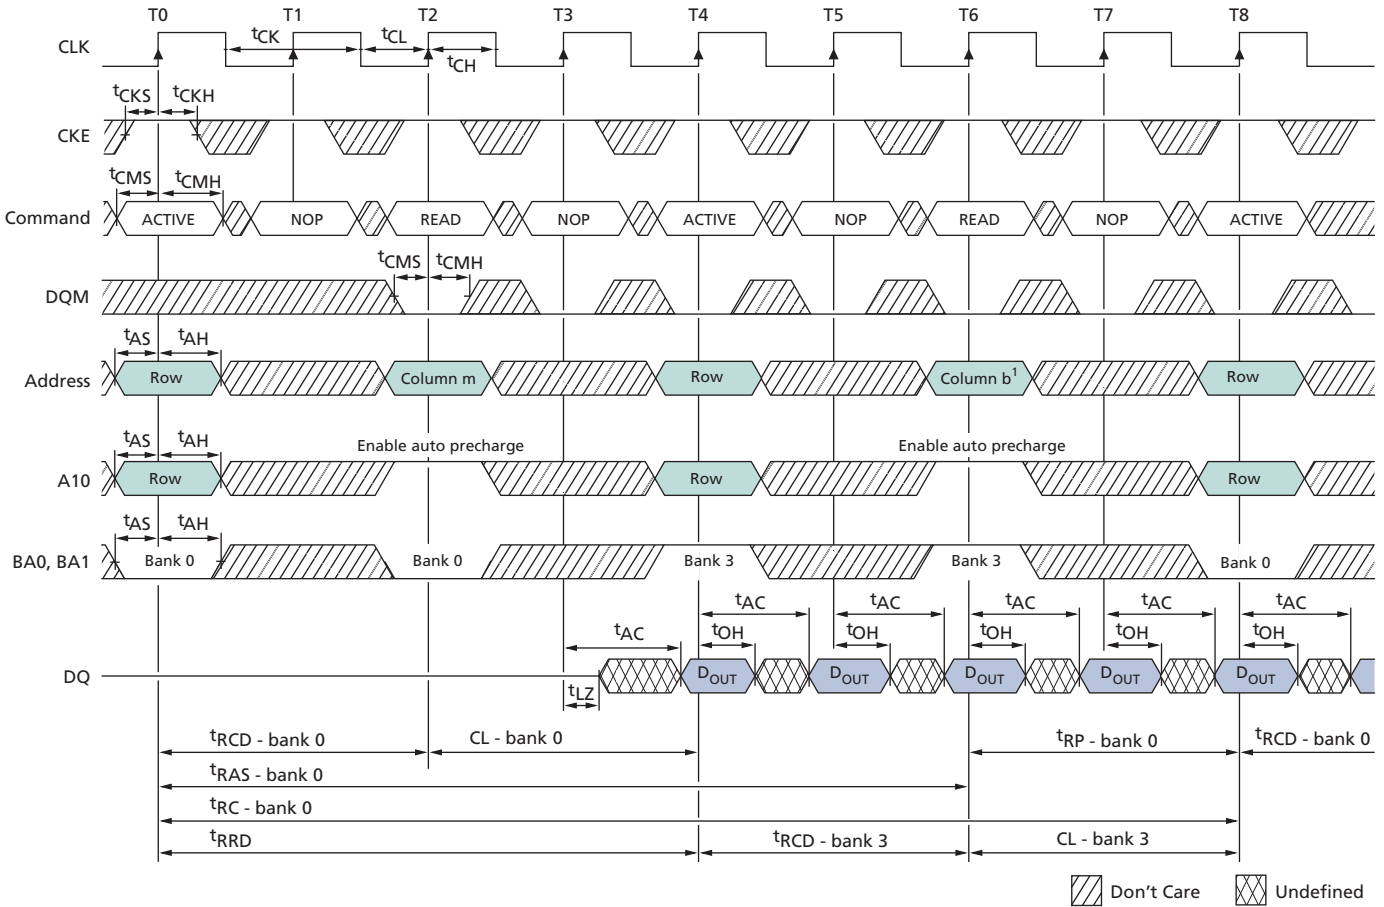 T0 T1 T2 T3 T4 T5 T6 T7 T8
CLK tCK tCL tCH
tCKS tCKH
CKE
tCMS tCMH
Command ACTIVE NOP READ NOP ACTIVE NOP READ NOP ACTIVE
tCMS tCMH
DQM
tAS tAH
Address Row Column m Row Column b1 Row
tAS tAH Enable auto precharge Enable auto precharge
A10 Row Row Row
tAS tAH
BA0, BA1 Bank 0 Bank 0 Bank 3 Bank 3 Bank 0
tAC tAC tAC tAC tAC
tAC tOH tOH tOH tOH tOH
DQ DOUT DOUT DOUT DOUT DOUT
tLZ
tRCD - bank 0 CL - bank 0 tRP - bank 0 tRCD - bank 0
tRAS - bank 0
tRC - bank 0
tRRD tRCD - bank 3 CL - bank 3
Don't Care Undefined